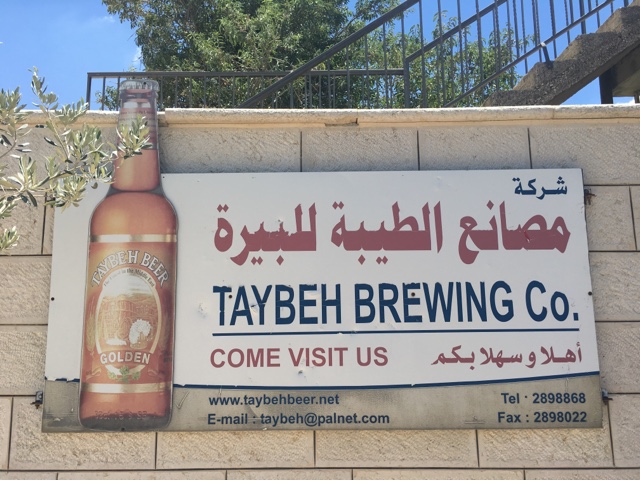 شركة
مصانع الطيبة للبيرة
TAYBEH BREWING Co.
COME VISIT US
أهلا و سهلا بكم
www.taybehbeer.net
Tel : 2898868
E-mail : taybeh@palnet.com
Fax : 2898022
TAYBEH BEER
GOLDEN